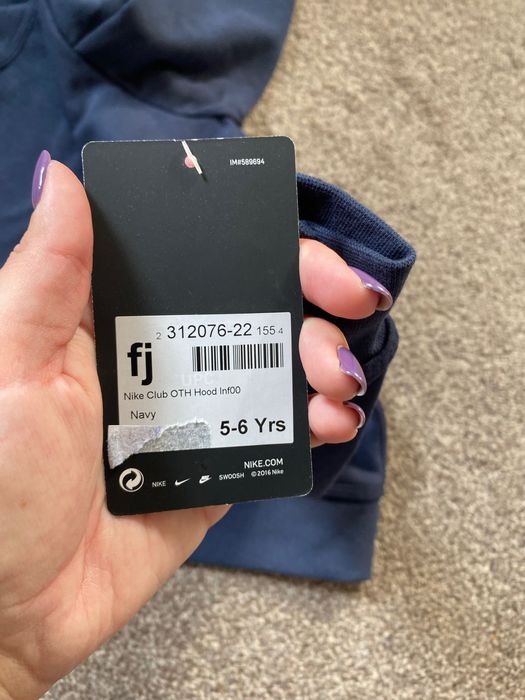 IM#589694
2 312076-22 155 4
fj
Nike Club OTH Hood Inf00
Navy
5-6 Yrs
NIKE.COM
NIKE SWOOSH © 2016 Nike